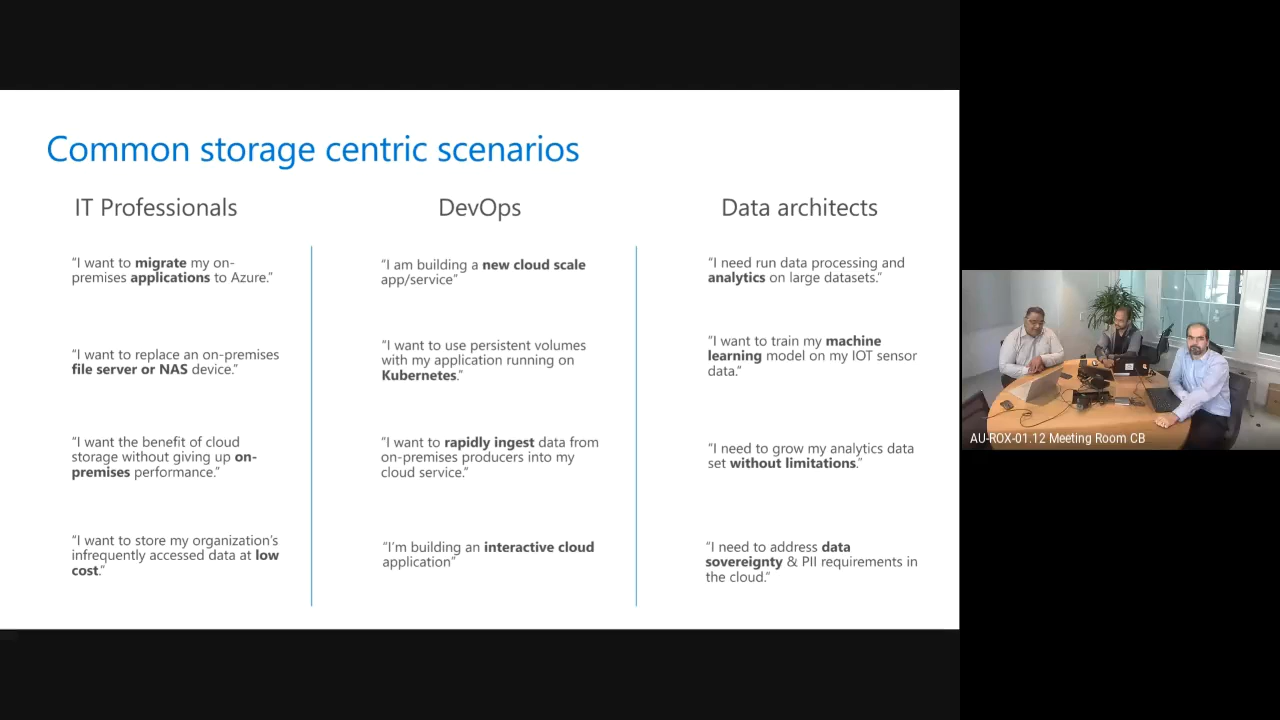 Common storage centric scenarios
IT Professionals
“I want to migrate my on-
premises applications to Azure.”
“I want to replace an on-premises
file server or NAS device.”
“I want the benefit of cloud
storage without giving up on-
premises performance.”
“I want to store my organization’s
infrequently accessed data at low
cost.”
DevOps
“I am building a new cloud scale
app/service”
“I want to use persistent volumes
with my application running on
Kubernetes.”
“I want to rapidly ingest data from
on-premises producers into my
cloud service.”
“I’m building an interactive cloud
application”
Data architects
“I need run data processing and
analytics on large datasets.”
“I want to train my machine
learning model on my IOT sensor
data.”
“I need to grow my analytics data
set without limitations.”
“I need to address data
sovereignty & PII requirements in
the cloud.”
AU-ROX-01.12 Meeting Room CB